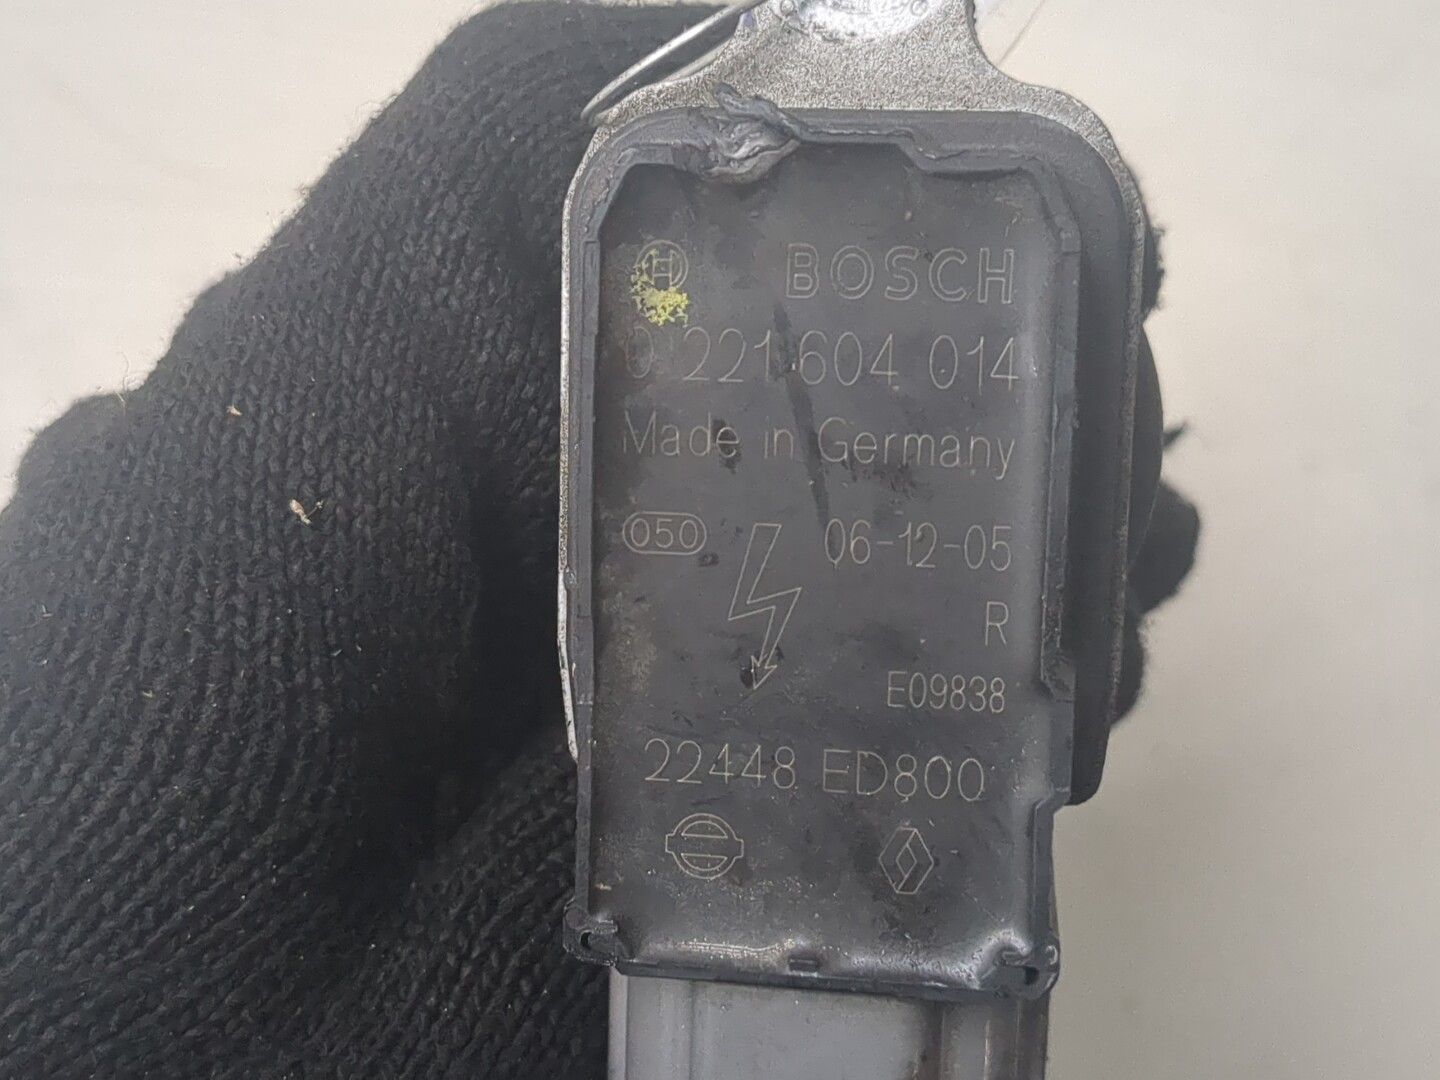 BOSCH
0 221 604 014
Made in Germany
050 06-12-05
R
E09838
22448 ED800